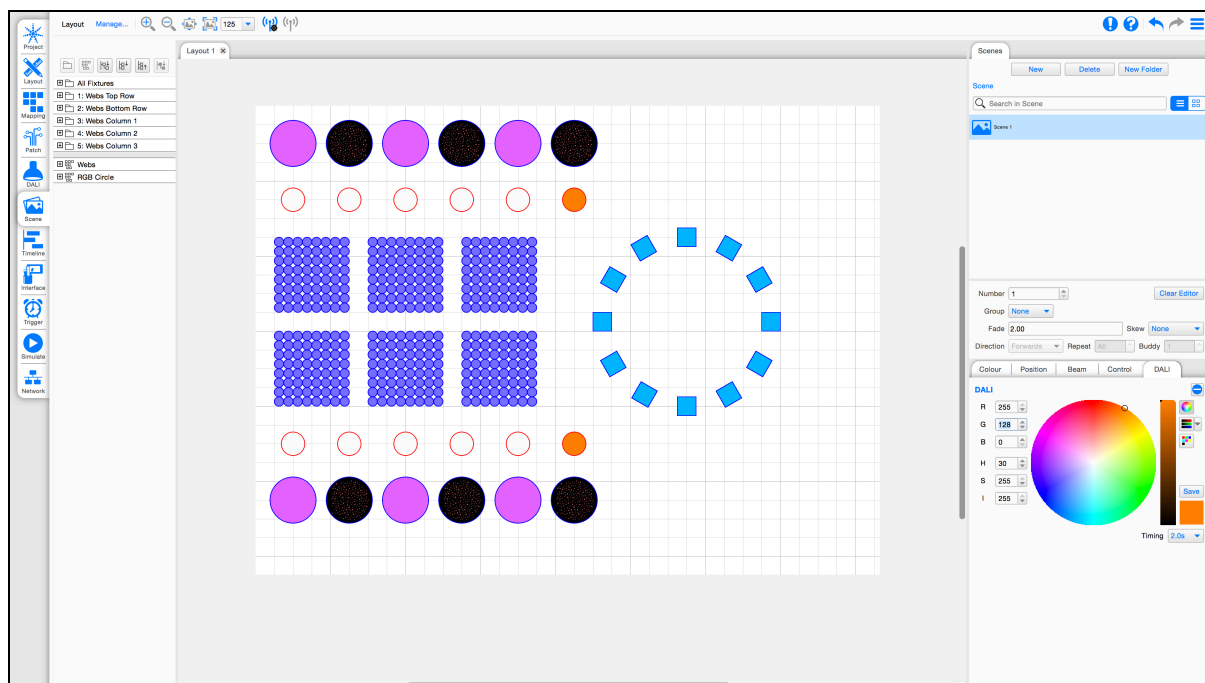 Layout Manage... 125
Project
Layout
Mapping
Patch
DALI
Scene
Timeline
Interface
Trigger
Simulate
Network
All Fixtures
1: Webs Top Row
2: Webs Bottom Row
3: Webs Column 1
4: Webs Column 2
5: Webs Column 3
Webs
RGB Circle
Layout 1
Scenes
New Delete New Folder
Scene
Search in Scene
Scene 1
Number 1 Clear Editor
Group None
Fade 2.00 Skew None
Direction Forwards Repeat All Buddy 1
Colour Position Beam Control DALI
DALI
R 255
G 128
B 0
H 30
S 255
I 255
Save
Timing 2.0s